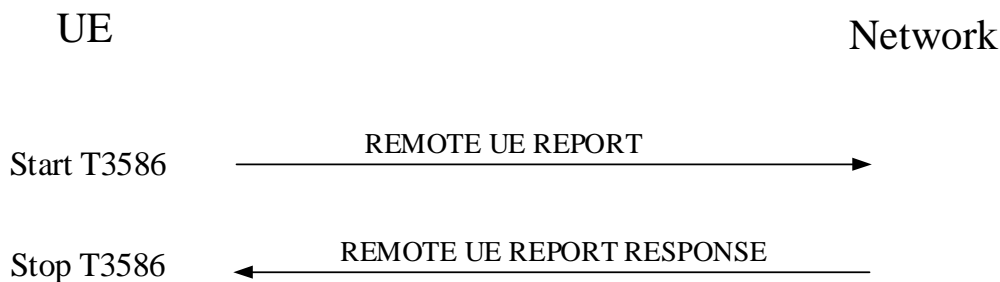 UE
Network
REMOTE UE REPORT
Start T3586
REMOTE UE REPORT RESPONSE
Stop T3586